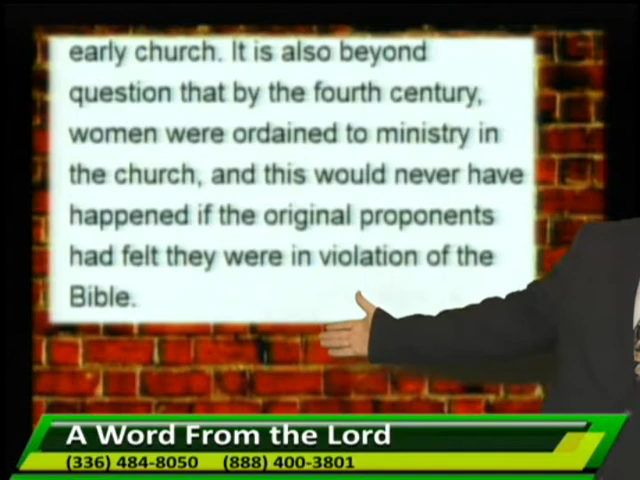 early church. It is also beyond
question that by the fourth century,
women were ordained to ministry in
the church, and this would never have
happened if the original proponents
had felt they were in violation of the
Bible.
A Word From the Lord
(336) 484-8050 (888) 400-3801